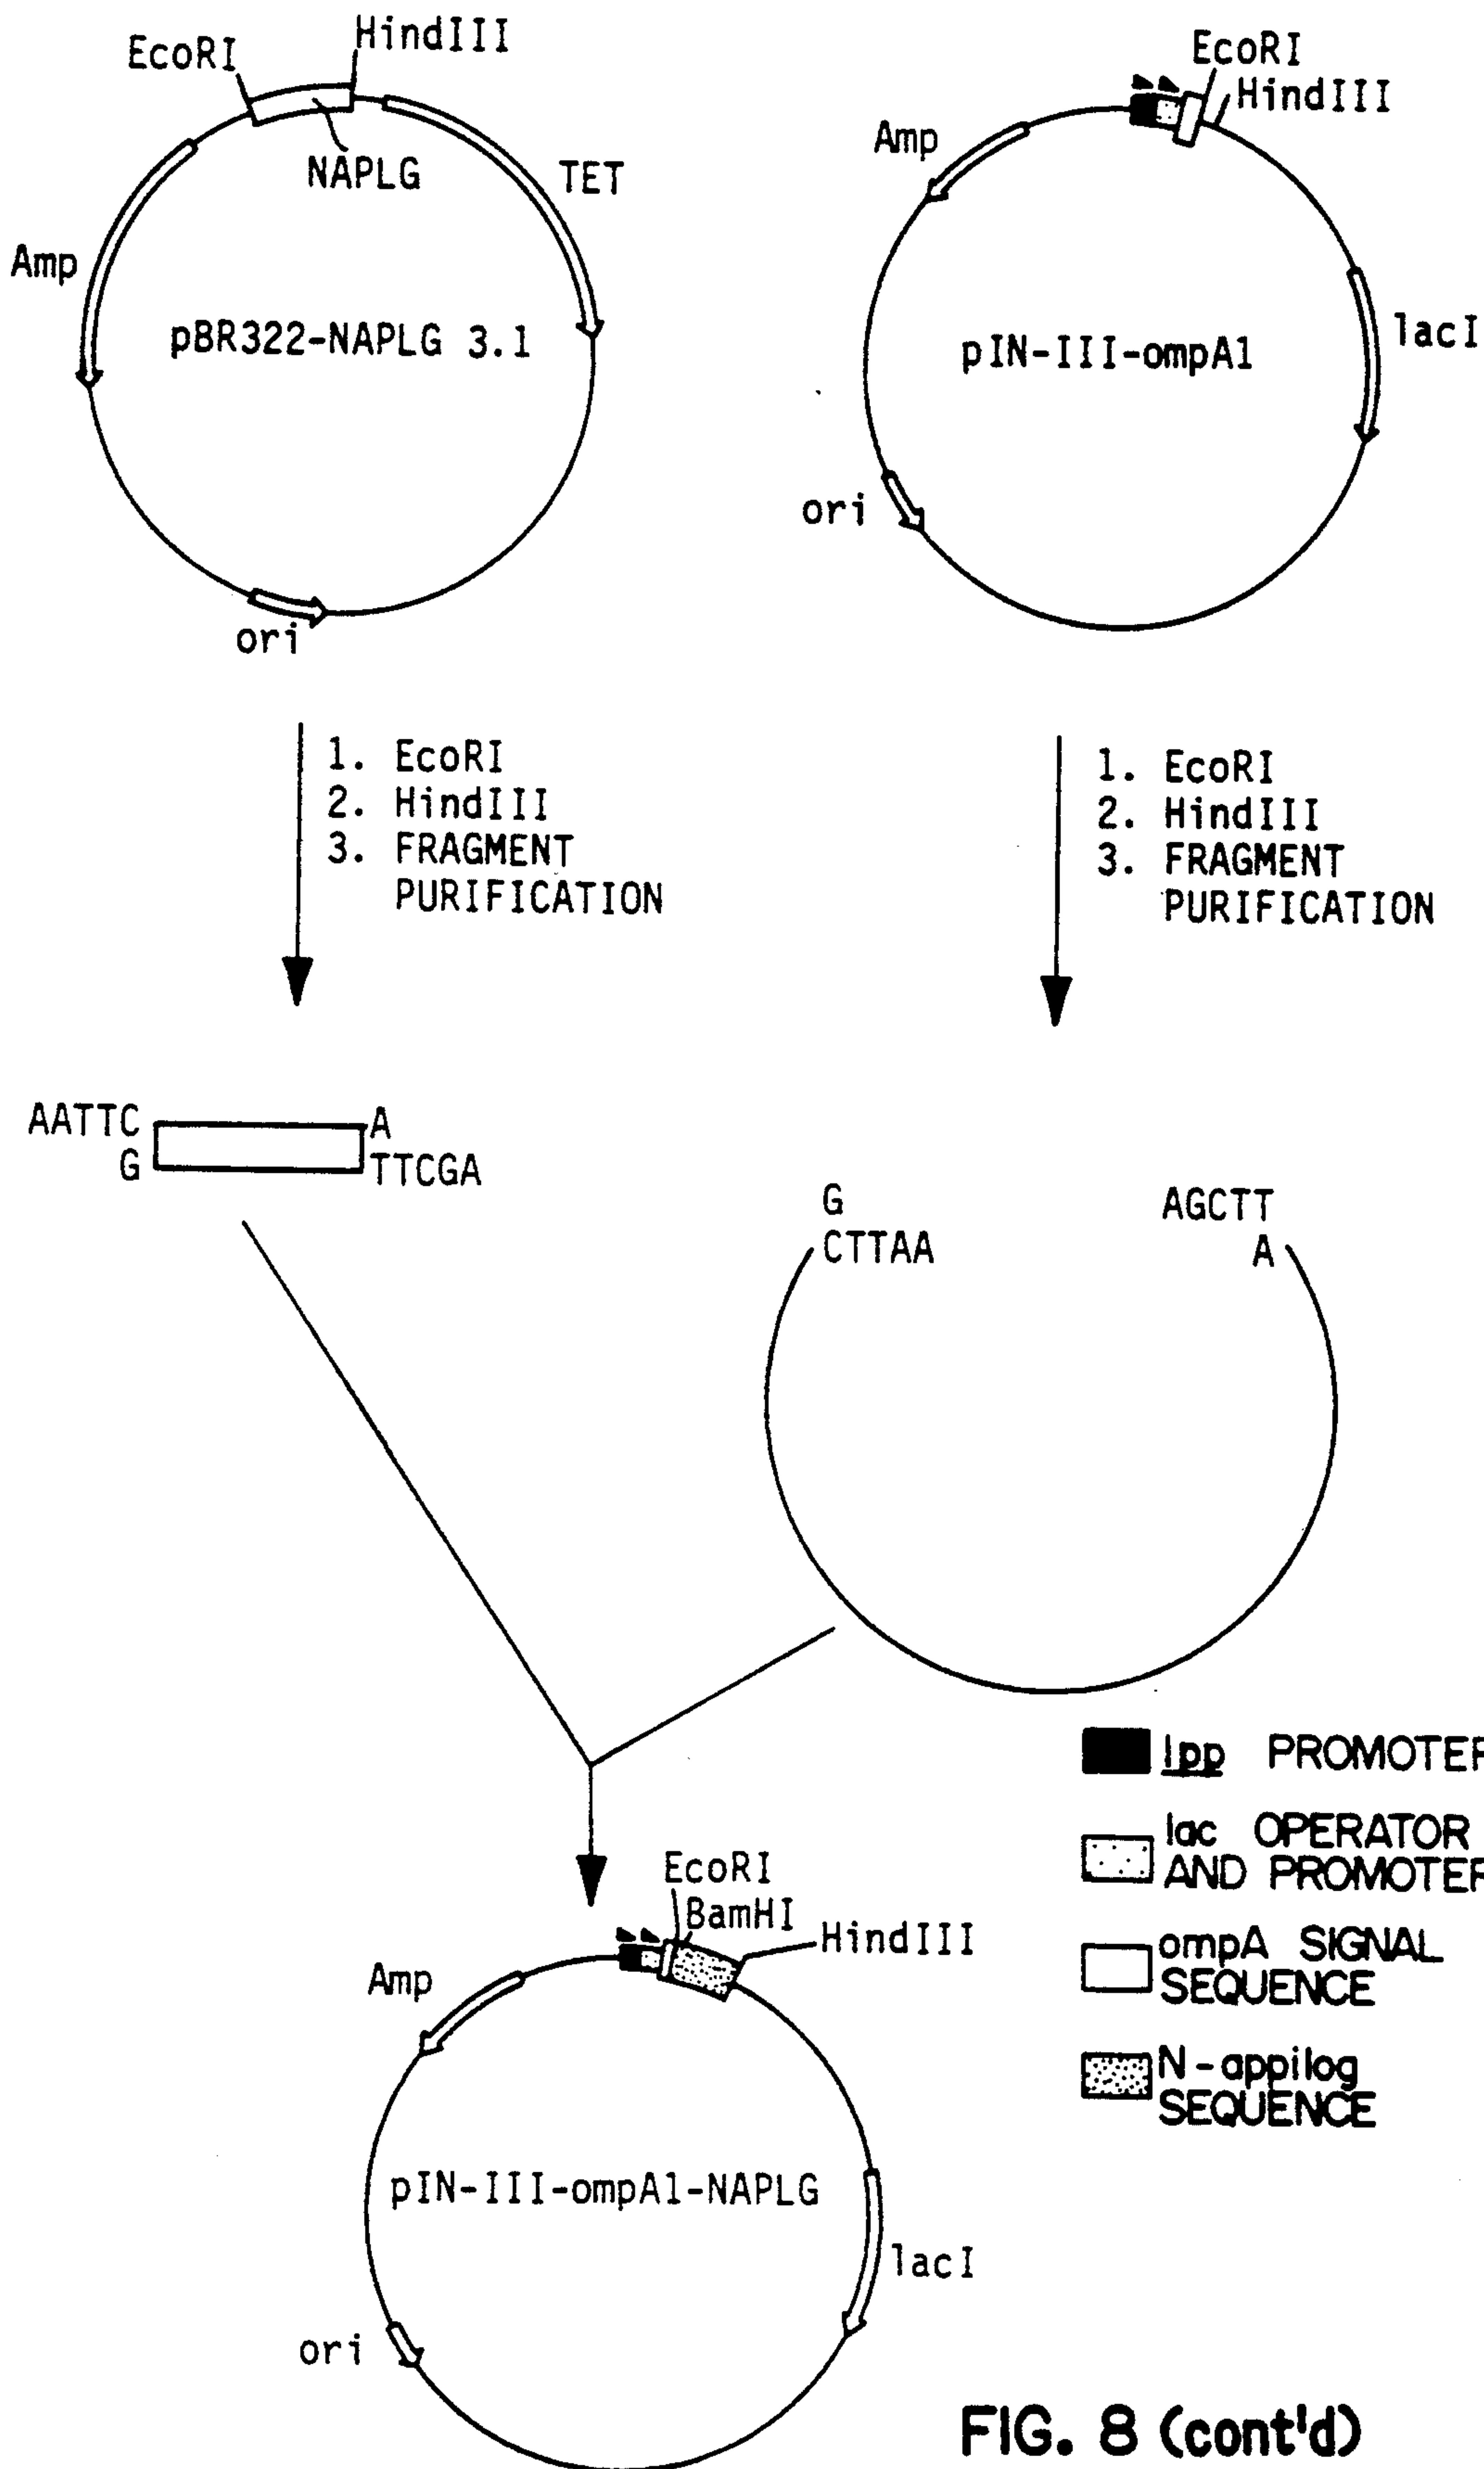 EcoRI
HindIII
NAPLG
TET
Amp
pBR322-NAPLG 3.1
ori
EcoRI
HindIII
Amp
lacI
pIN-III-ompA1
ori
1. EcoRI
2. HindIII
3. FRAGMENT
PURIFICATION
1. EcoRI
2. HindIII
3. FRAGMENT
PURIFICATION
AATTC
G
A
TTCGA
G
CTTAA
AGCTT
A
lpp PROMOTER
lac OPERATOR
AND PROMOTER
ompA SIGNAL
SEQUENCE
N-appilog
SEQUENCE
EcoRI
BamHI
HindIII
Amp
pIN-III-ompA1-NAPLG
lacI
ori
FIG. 8 (cont'd)